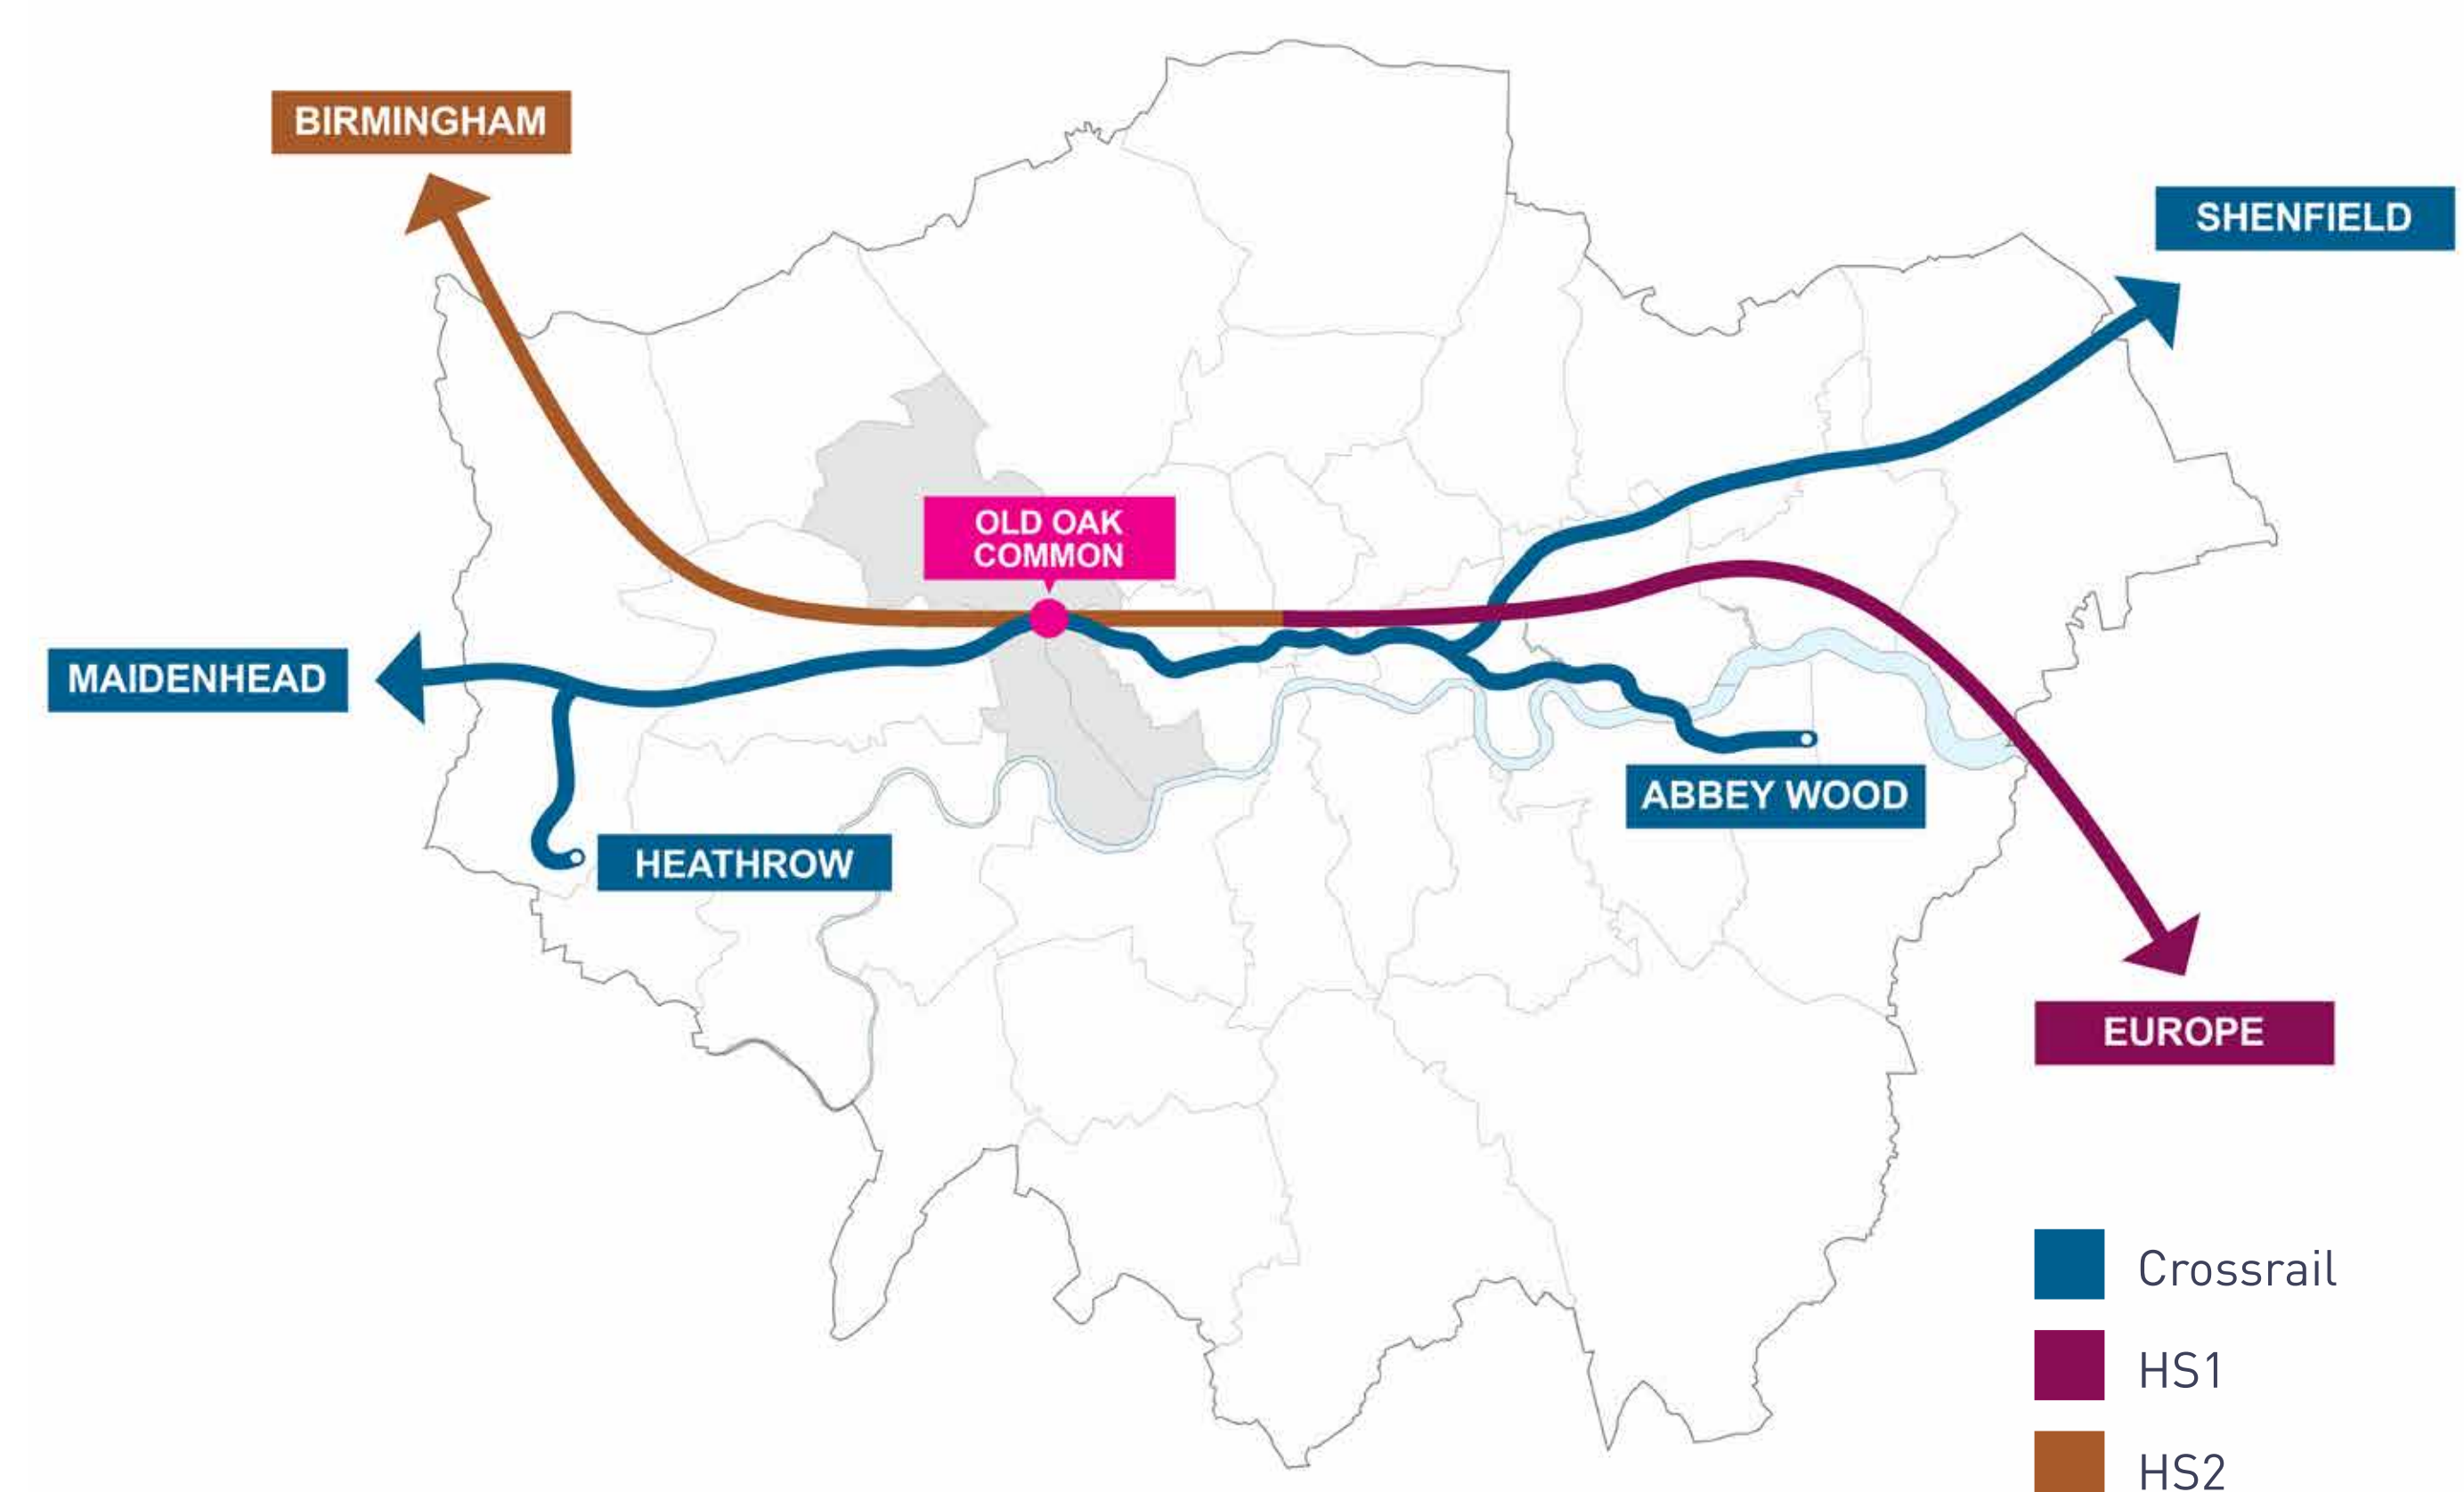 BIRMINGHAM
SHENFIELD
OLD OAK
COMMON
MAIDENHEAD
ABBEY WOOD
HEATHROW
EUROPE
Crossrail
HS1
HS2